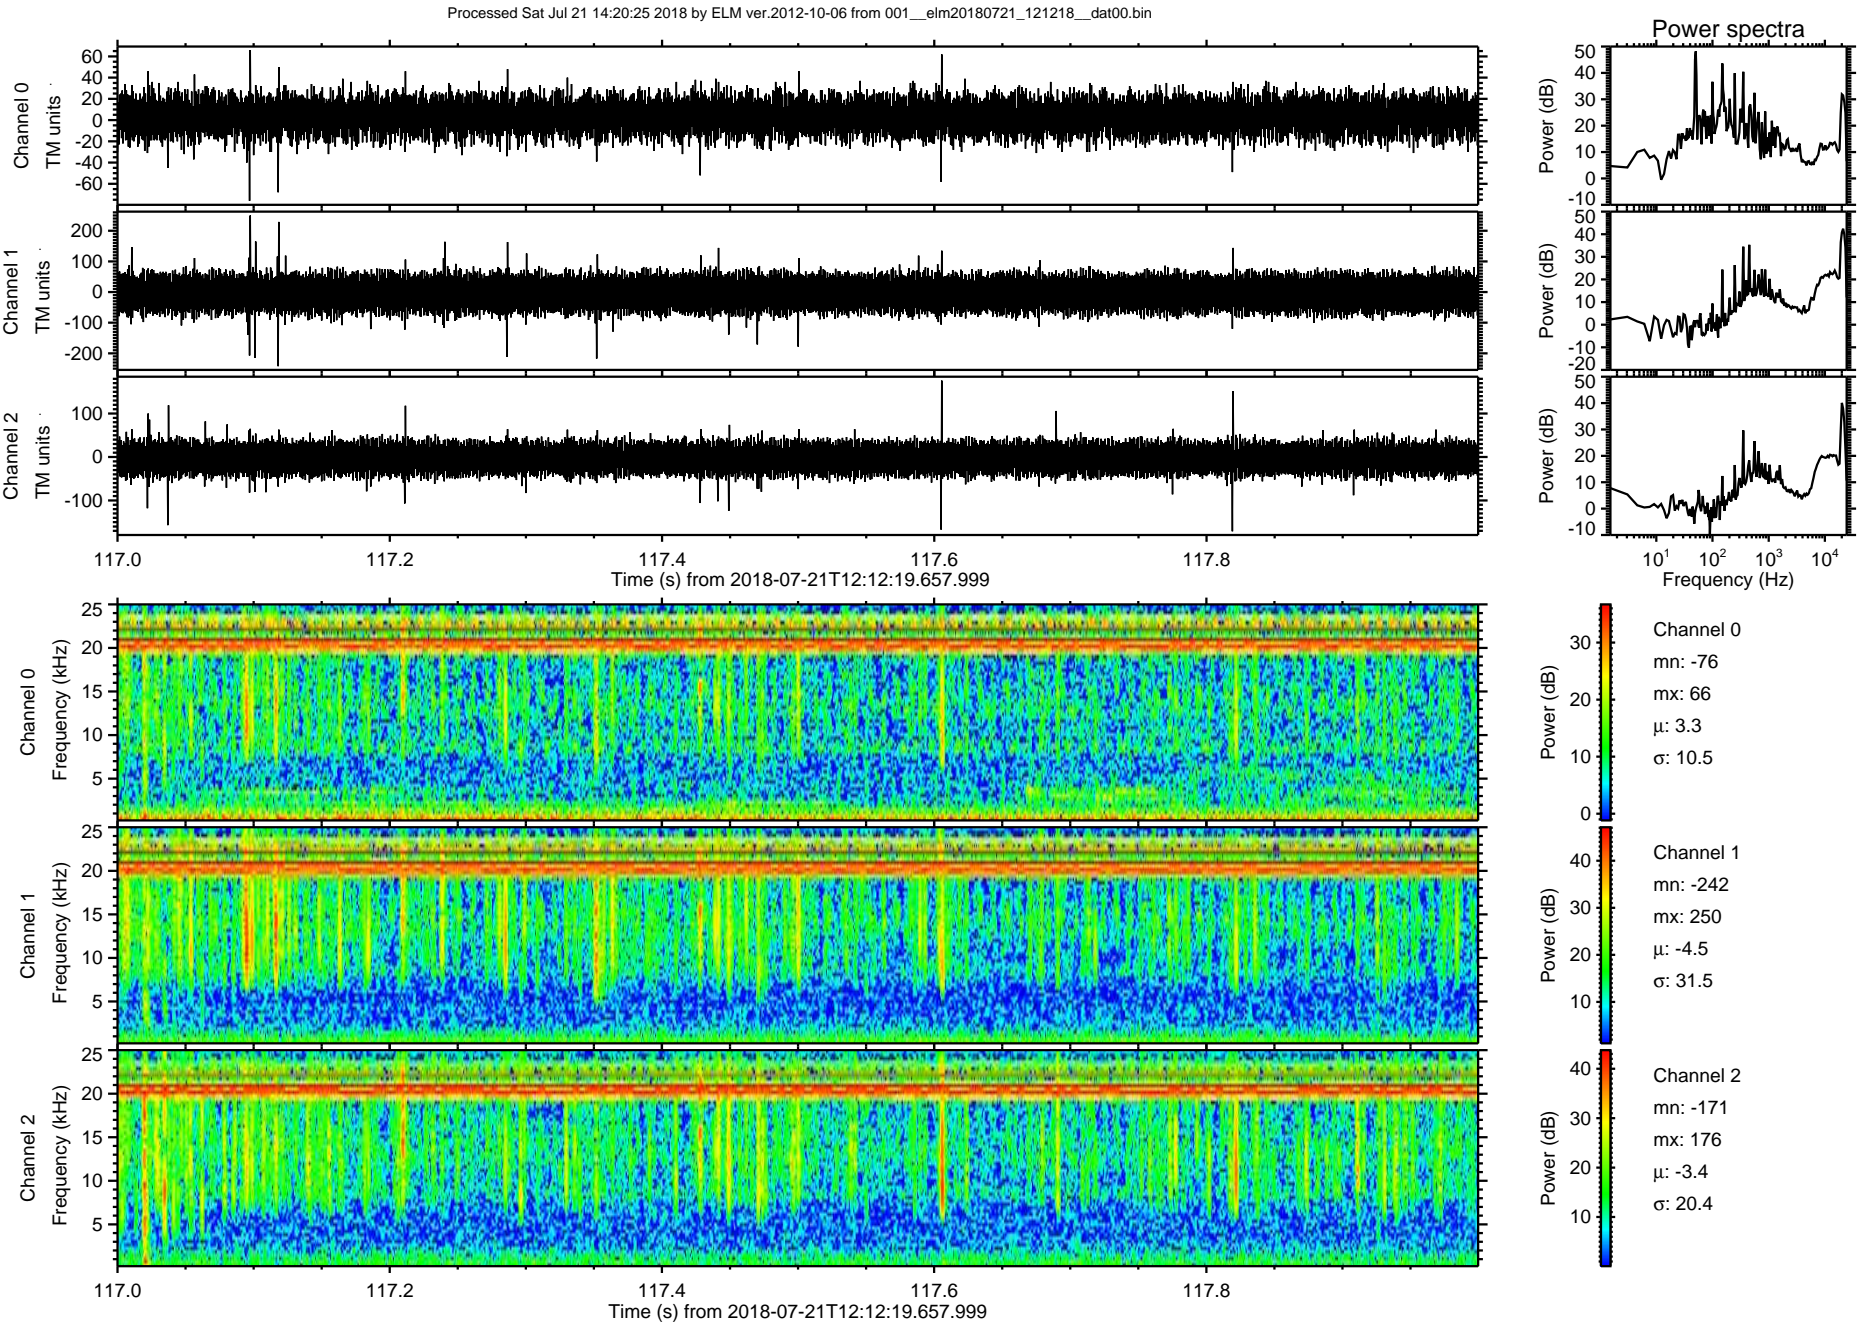 Processed Sat Jul 21 14:20:25 2018 by ELM ver.2012-10-06 from 001__elm20180721_121218__dat00.bin
Power spectra
Channel 0
TM units
60
40
20
0
-20
-40
-60
Power (dB)
50
40
30
20
10
0
-10
Channel 1
TM units
200
100
0
-100
-200
Power (dB)
50
40
30
20
10
0
-10
-20
Channel 2
TM units
100
0
-100
Power (dB)
50
40
30
20
10
0
-10
117.0 117.2 117.4 117.6 117.8
Time (s) from 2018-07-21T12:12:19.657.999
10^1 10^2 10^3 10^4
Frequency (Hz)
Channel 0
Frequency (kHz)
25
20
15
10
5
Power (dB)
30
20
10
0
Channel 0
mn: -76
mx: 66
μ: 3.3
σ: 10.5
Channel 1
Frequency (kHz)
25
20
15
10
5
Power (dB)
40
30
20
10
Channel 1
mn: -242
mx: 250
μ: -4.5
σ: 31.5
Channel 2
Frequency (kHz)
25
20
15
10
5
Power (dB)
40
30
20
10
Channel 2
mn: -171
mx: 176
μ: -3.4
σ: 20.4
117.0 117.2 117.4 117.6 117.8
Time (s) from 2018-07-21T12:12:19.657.999